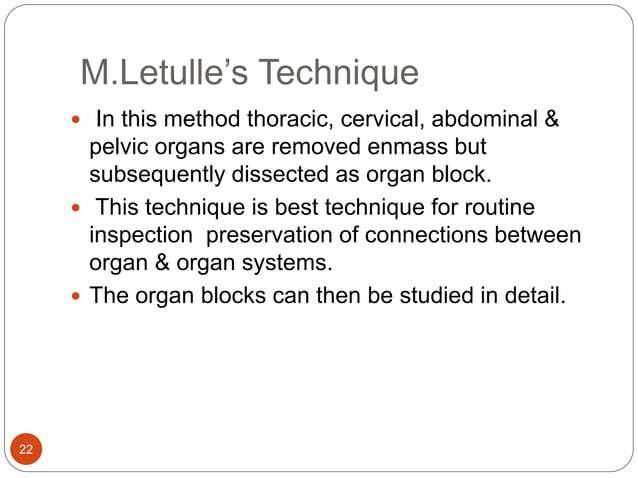 M.Letulle’s Technique
• In this method thoracic, cervical, abdominal &
pelvic organs are removed enmass but
subsequently dissected as organ block.
• This technique is best technique for routine
inspection preservation of connections between
organ & organ systems.
• The organ blocks can then be studied in detail.
22